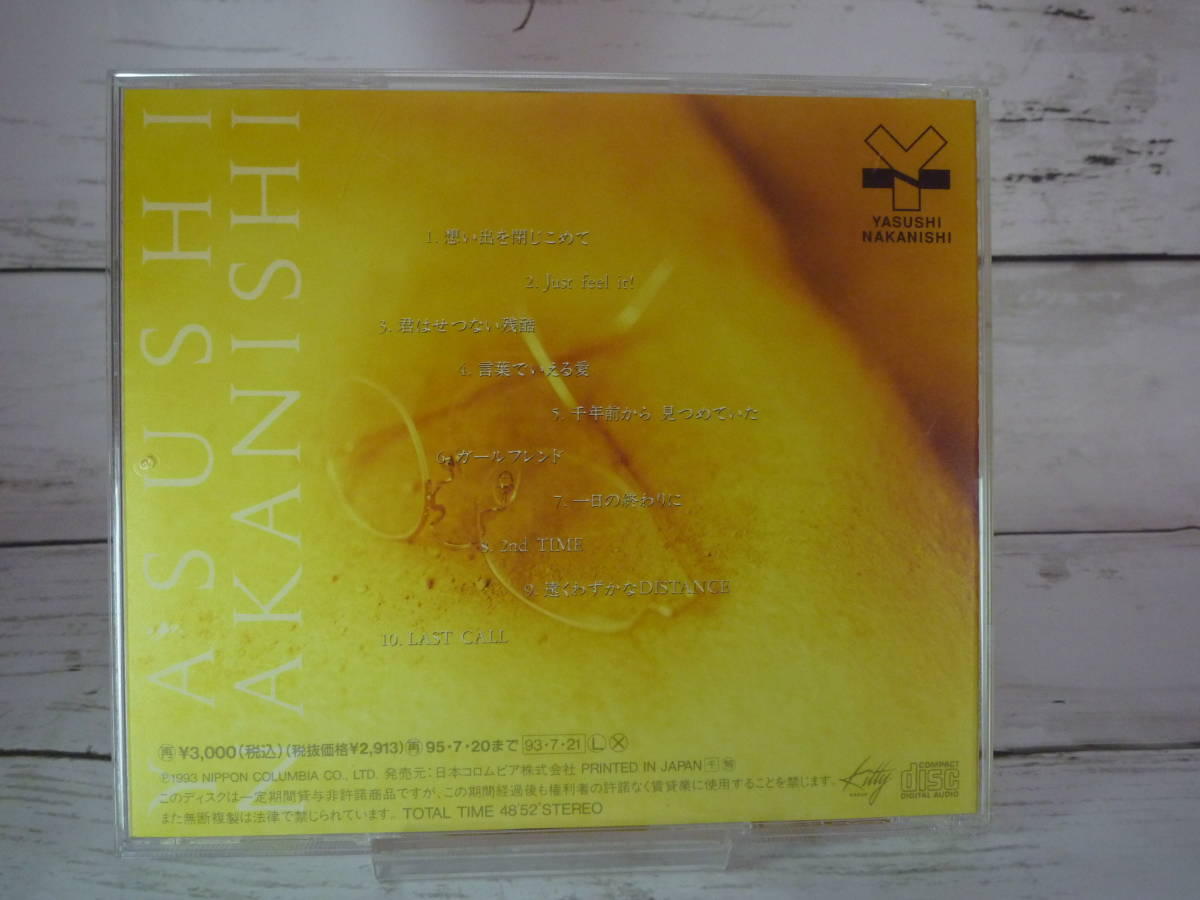 YASUSHI
NAKANISHI
YASUSHI
NAKANISHI
1. 想い出を閉じこめて
2. Just feel it!
3. 君はせつない残酷
4. 言葉でいえる愛
5. 千年前から 見つめていた
6. ガールフレンド
7. 一日の終わりに
8. 2nd TIME
9. 遠くわずかなDISTANCE
10. LAST CALL
再 ¥3,000(税込)(税抜価格¥2,913)再 95・7・20まで 93・7・21 L X
℗1993 NIPPON COLUMBIA CO., LTD. 発売元:日本コロムビア株式会社 PRINTED IN JAPAN
このディスクは一定期間貸与非許諾商品ですが、この期間経過後も権利者の許諾なく賃貸業に使用することを禁じます。
また無断複製は法律で禁じられています。 TOTAL TIME 48'52" STEREO
Kitty
COMPACT
disc
DIGITAL AUDIO